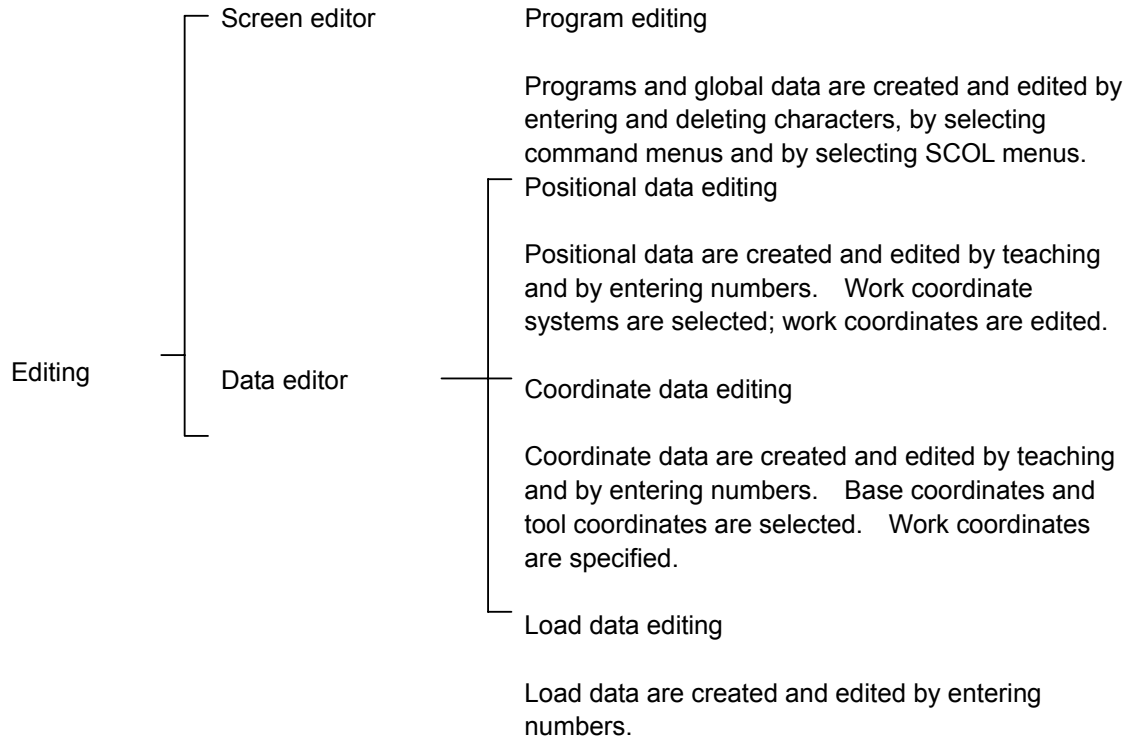 Screen editor Program editing
Programs and global data are created and edited by
entering and deleting characters, by selecting
command menus and by selecting SCOL menus.
Positional data editing
Positional data are created and edited by teaching
and by entering numbers. Work coordinate
systems are selected; work coordinates are edited.
Editing Data editor Coordinate data editing
Coordinate data are created and edited by teaching
and by entering numbers. Base coordinates and
tool coordinates are selected. Work coordinates
are specified.
Load data editing
Load data are created and edited by entering
numbers.